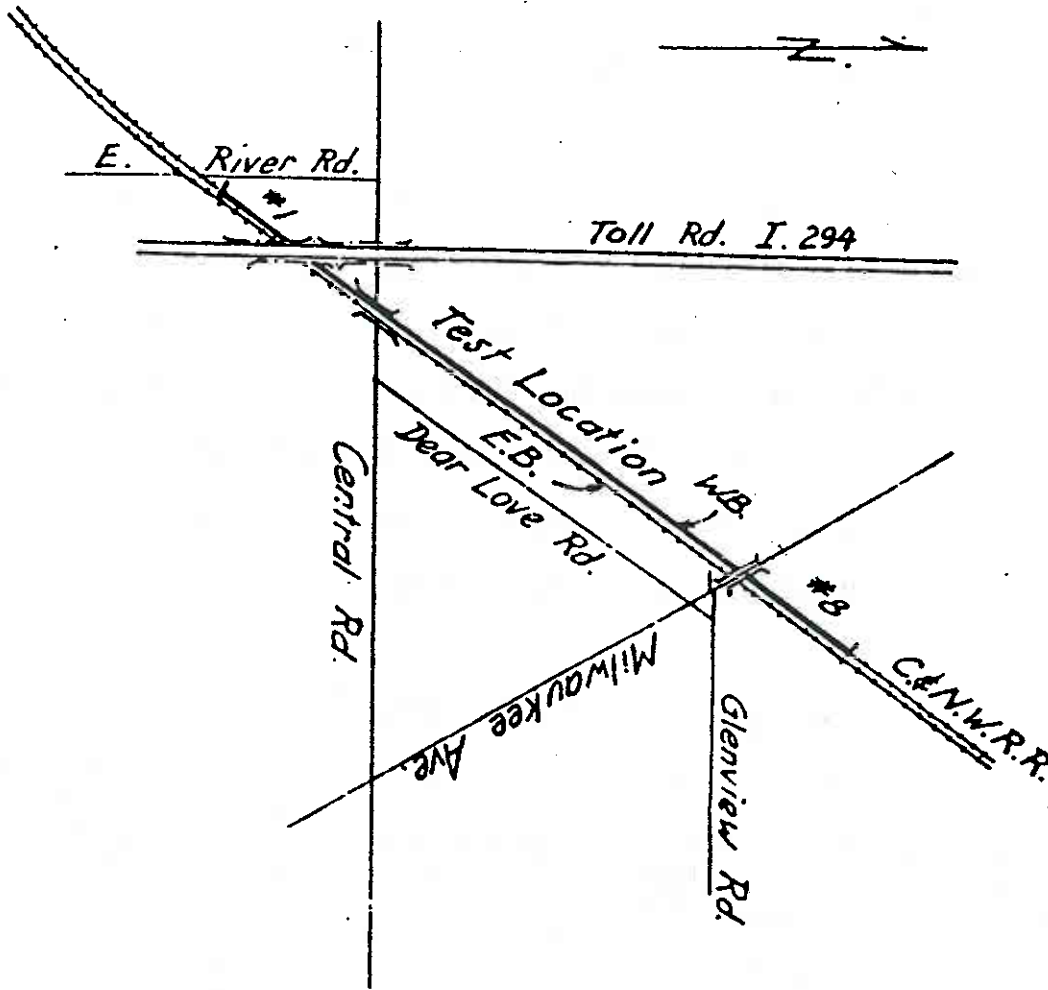 N.
E. River Rd.
#1
Toll Rd. I. 294
Test Location
E.B.
W.B.
Dear Love Rd.
Central Rd.
#8
Milwaukee Ave.
Glenview Rd.
C.&N.W.R.R.